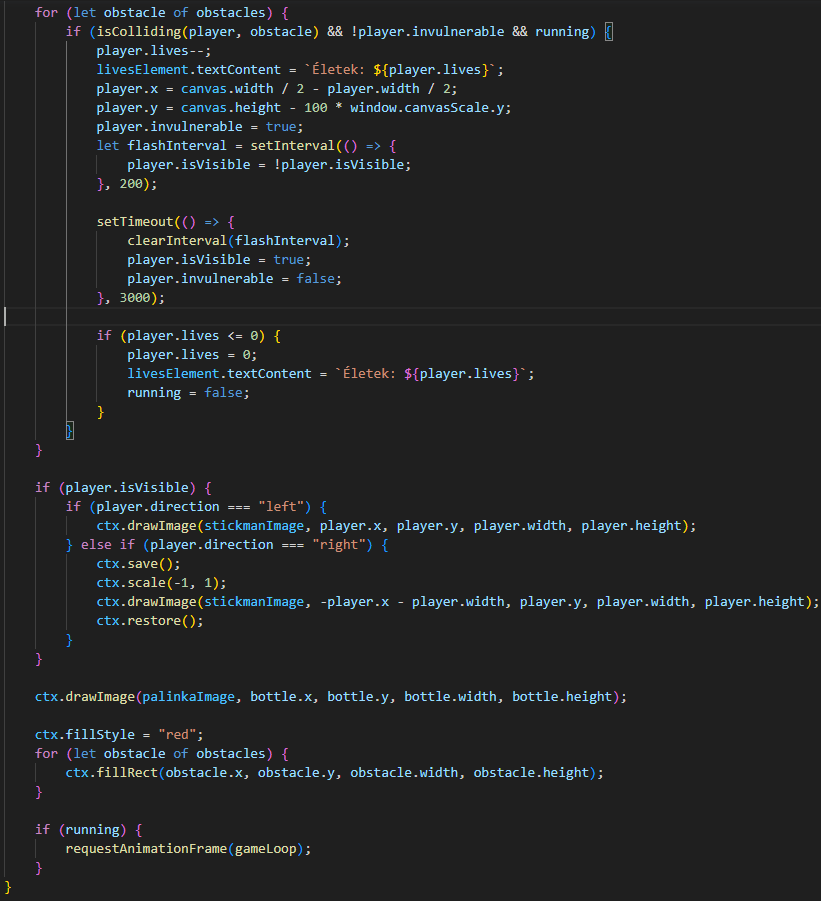 for (let obstacle of obstacles) {
if (isColliding(player, obstacle) && !player.invulnerable && running) {
player.lives--;
livesElement.textContent = `Életek: ${player.lives}`;
player.x = canvas.width / 2 - player.width / 2;
player.y = canvas.height - 100 * window.canvasScale.y;
player.invulnerable = true;
let flashInterval = setInterval(() => {
player.isVisible = !player.isVisible;
}, 200);
setTimeout(() => {
clearInterval(flashInterval);
player.isVisible = true;
player.invulnerable = false;
}, 3000);
if (player.lives <= 0) {
player.lives = 0;
livesElement.textContent = `Életek: ${player.lives}`;
running = false;
}
}
}
if (player.isVisible) {
if (player.direction === "left") {
ctx.drawImage(stickmanImage, player.x, player.y, player.width, player.height);
} else if (player.direction === "right") {
ctx.save();
ctx.scale(-1, 1);
ctx.drawImage(stickmanImage, -player.x - player.width, player.y, player.width, player.height);
ctx.restore();
}
}
ctx.drawImage(palinkaImage, bottle.x, bottle.y, bottle.width, bottle.height);
ctx.fillStyle = "red";
for (let obstacle of obstacles) {
ctx.fillRect(obstacle.x, obstacle.y, obstacle.width, obstacle.height);
}
if (running) {
requestAnimationFrame(gameLoop);
}
}